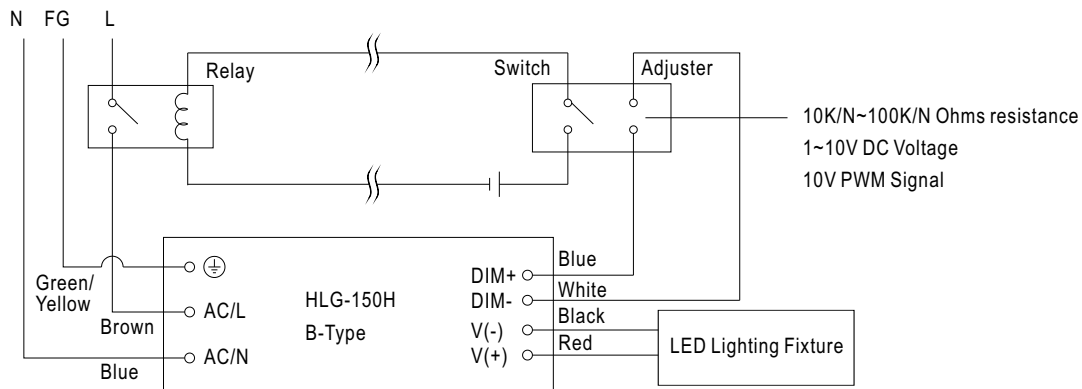 N FG L
Relay
Switch
Adjuster
10K/N~100K/N Ohms resistance
1~10V DC Voltage
10V PWM Signal
Green/
Yellow
Brown
Blue
AC/L
AC/N
HLG-150H
B-Type
DIM+
DIM-
V(-)
V(+)
Blue
White
Black
Red
LED Lighting Fixture